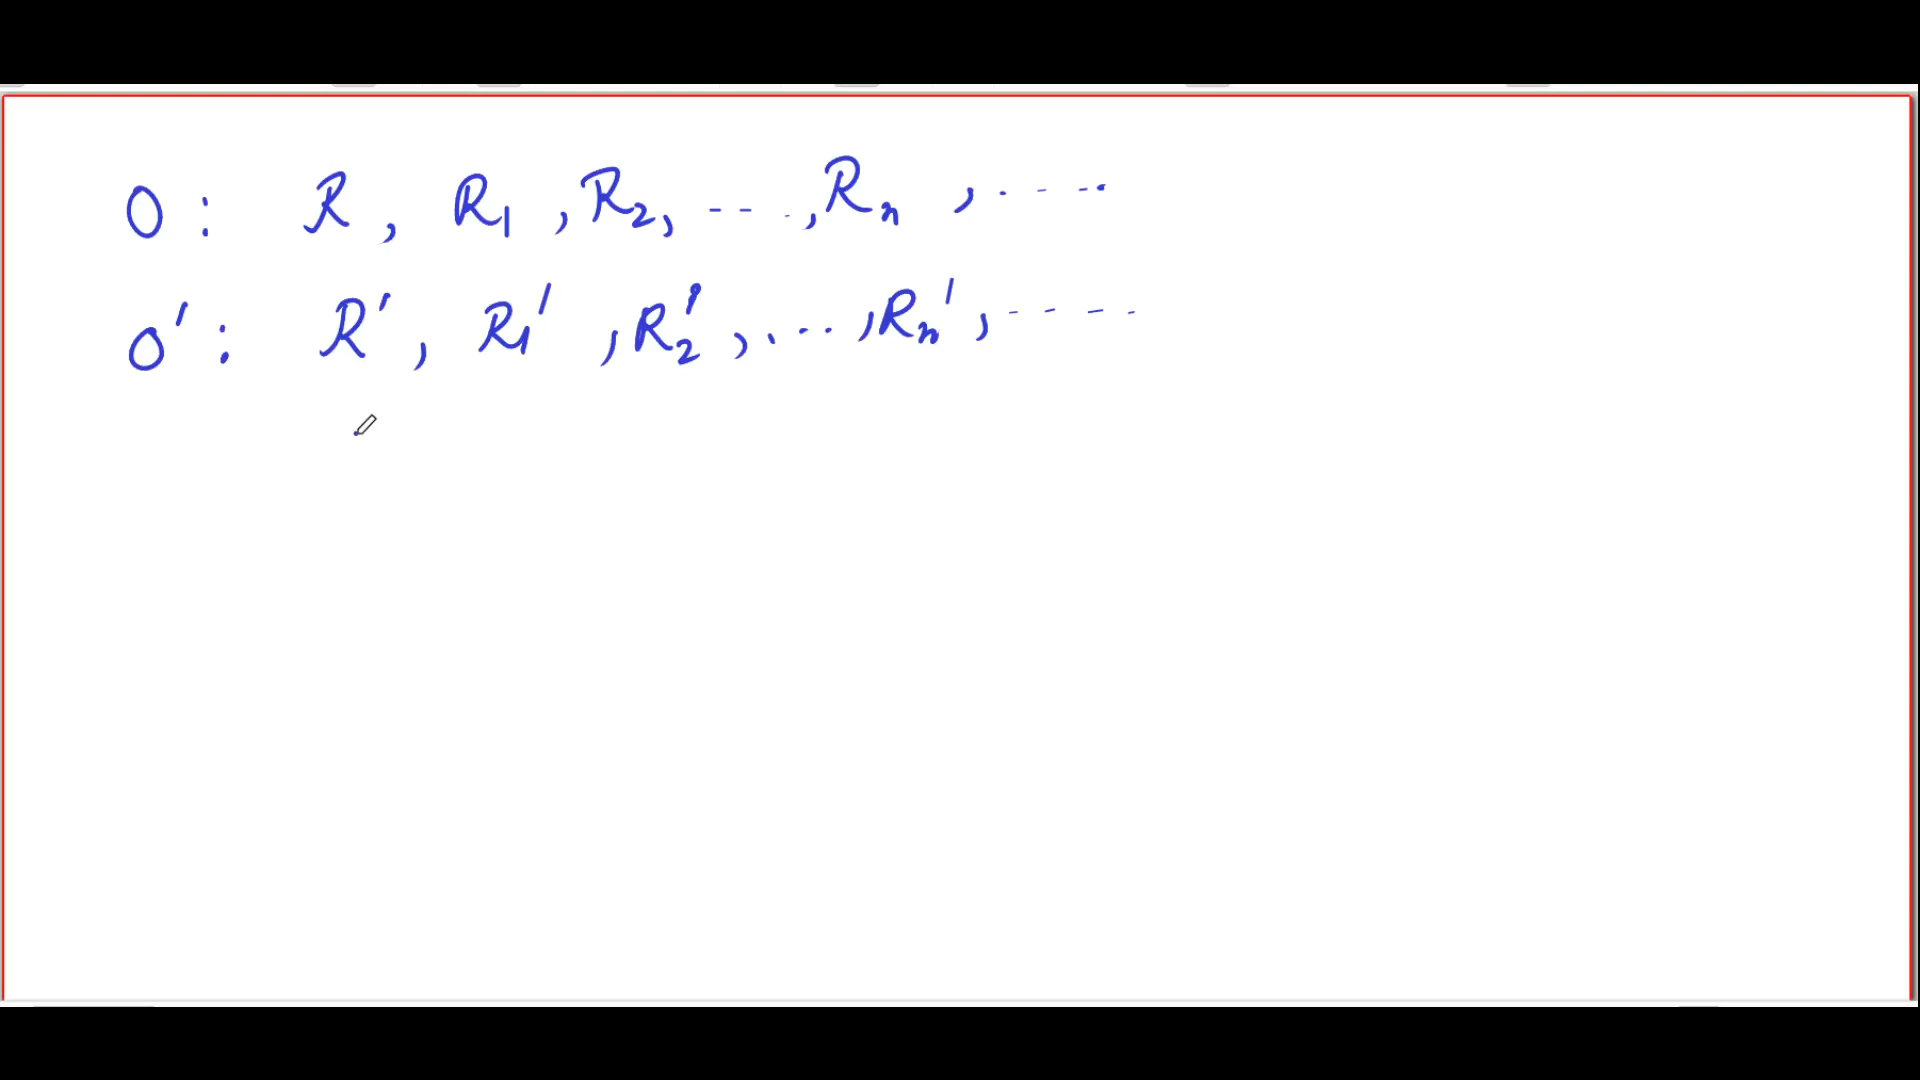 O : R , R₁ , R₂, -- . , Rₙ , . - - .
O' : R' , R₁' , R₂' , . .. , Rₙ' , - - - -